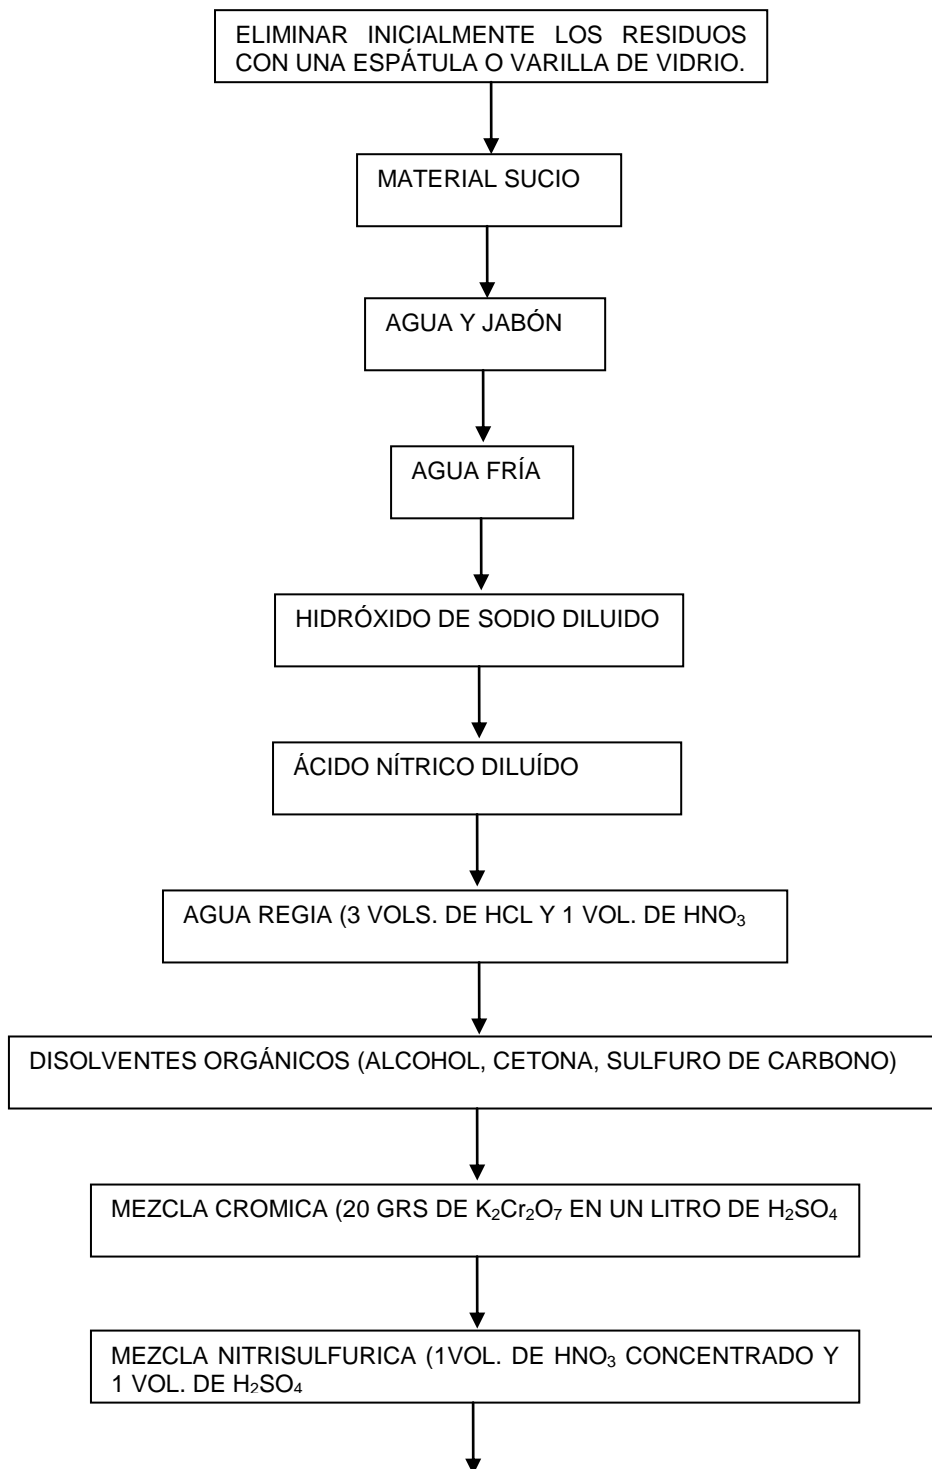 ELIMINAR INICIALMENTE LOS RESIDUOS
CON UNA ESPÁTULA O VARILLA DE VIDRIO.
MATERIAL SUCIO
AGUA Y JABÓN
AGUA FRÍA
HIDRÓXIDO DE SODIO DILUIDO
ÁCIDO NÍTRICO DILUÍDO
AGUA REGIA (3 VOLS. DE HCL Y 1 VOL. DE HNO₃
DISOLVENTES ORGÁNICOS (ALCOHOL, CETONA, SULFURO DE CARBONO)
MEZCLA CROMICA (20 GRS DE K₂Cr₂O₇ EN UN LITRO DE H₂SO₄
MEZCLA NITRISULFURICA (1VOL. DE HNO₃ CONCENTRADO Y
1 VOL. DE H₂SO₄